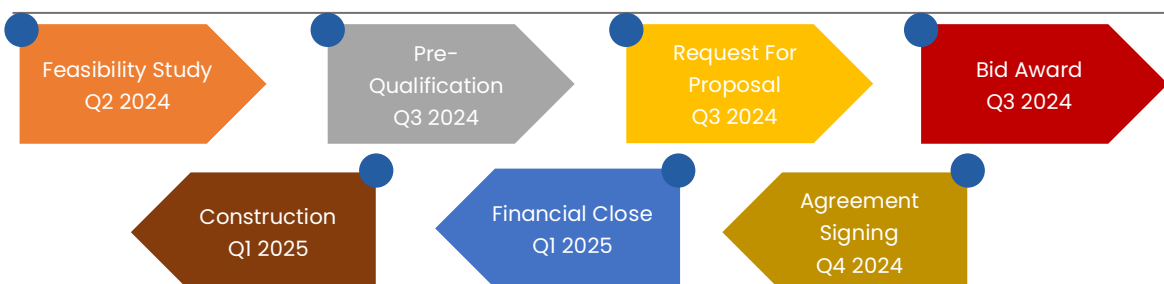 Feasibility Study
Q2 2024
Pre-
Qualification
Q3 2024
Request For
Proposal
Q3 2024
Bid Award
Q3 2024
Agreement
Signing
Q4 2024
Financial Close
Q1 2025
Construction
Q1 2025